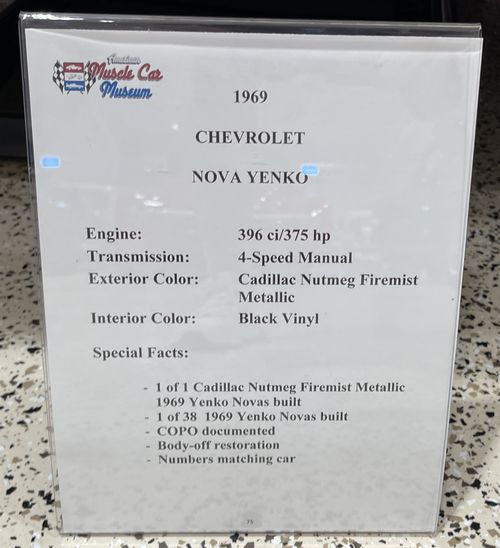 American
Muscle Car
Museum
1969
CHEVROLET
NOVA YENKO
Engine: 396 ci/375 hp
Transmission: 4-Speed Manual
Exterior Color: Cadillac Nutmeg Firemist
Metallic
Interior Color: Black Vinyl
Special Facts:
- 1 of 1 Cadillac Nutmeg Firemist Metallic
1969 Yenko Novas built
- 1 of 38 1969 Yenko Novas built
- COPO documented
- Body-off restoration
- Numbers matching car
75